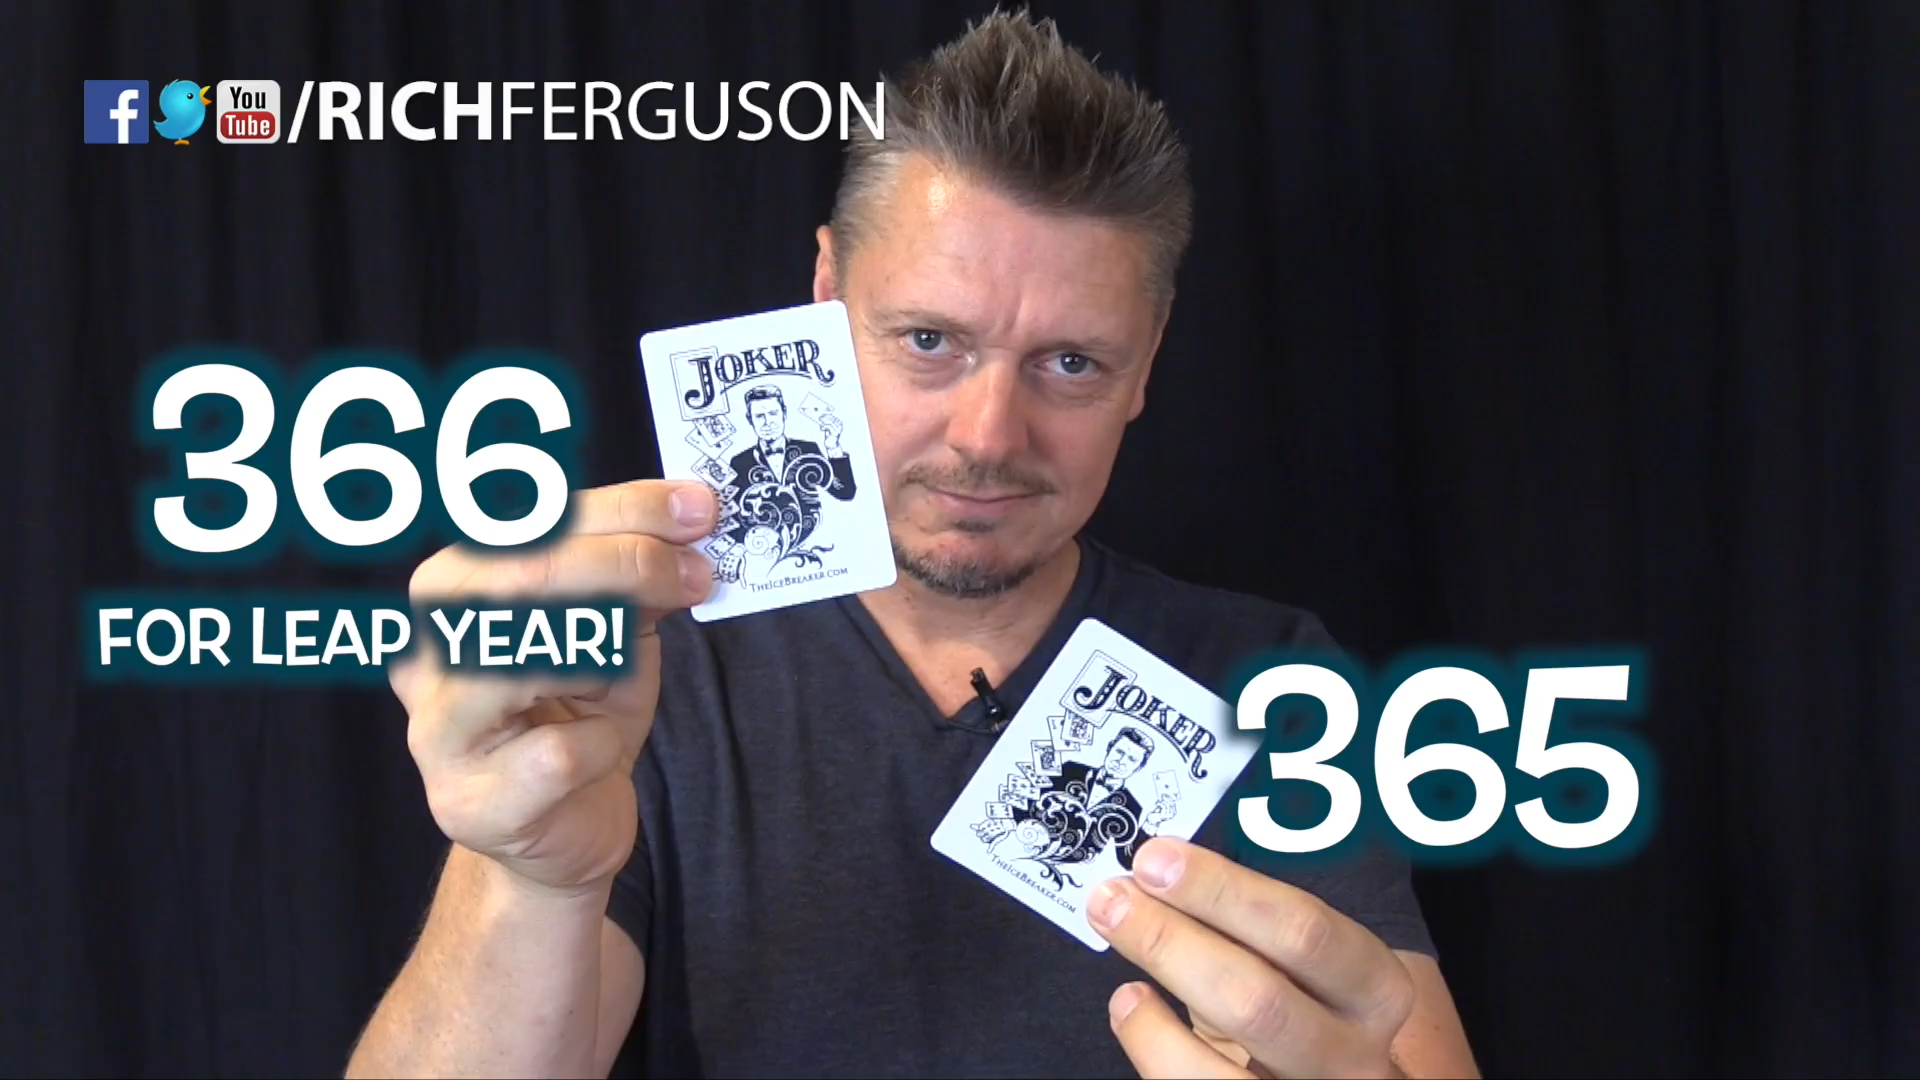 f You Tube /RICHFERGUSON
366
FOR LEAP YEAR!
JOKER
THEICEBREAKER.COM
JOKER
THEICEBREAKER.COM
365